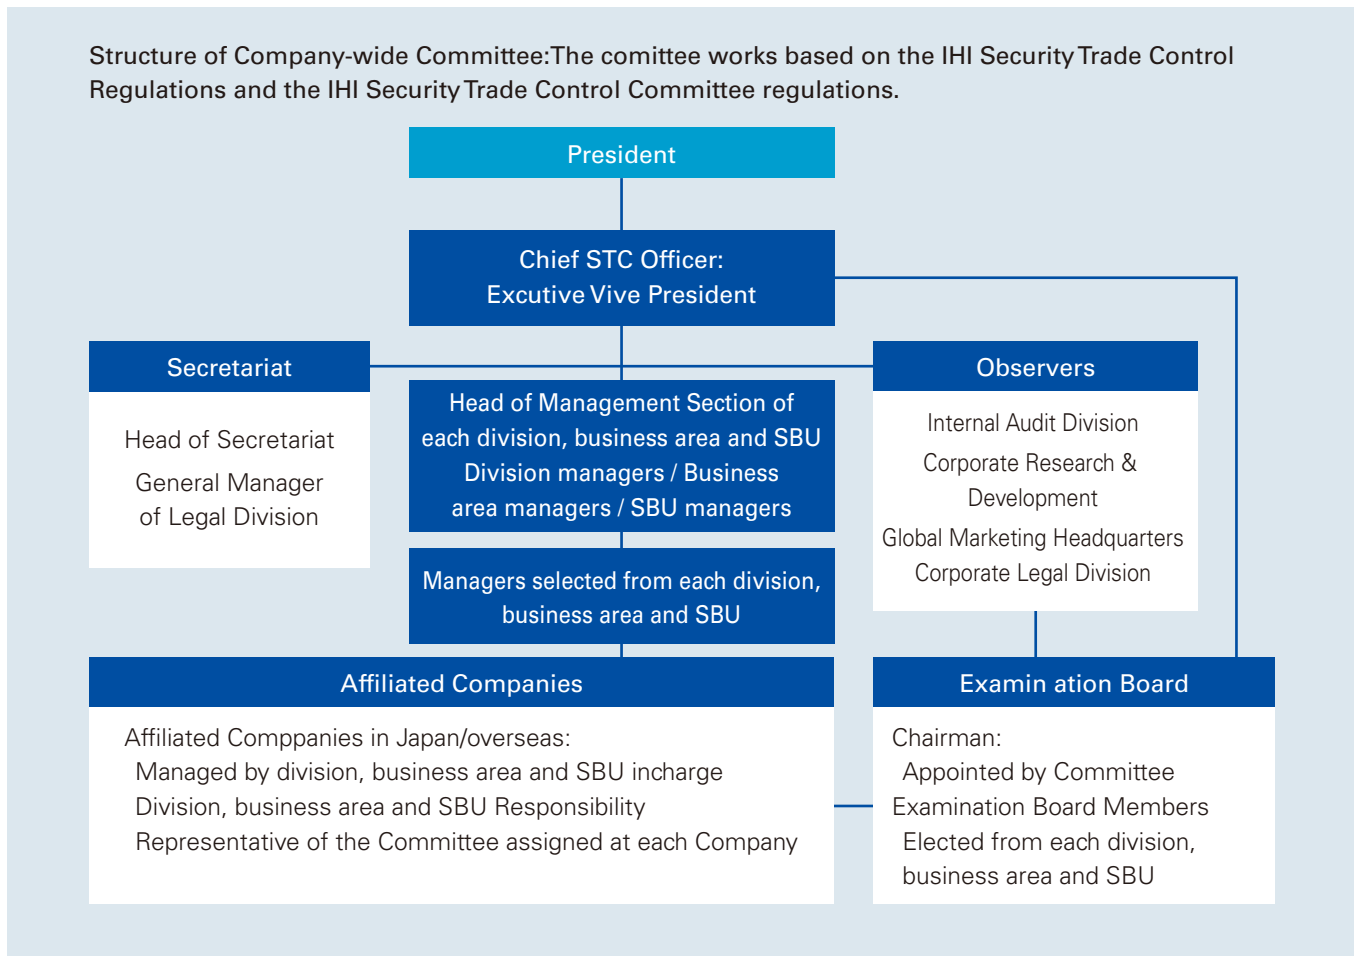 Structure of Company-wide Committee:The comittee works based on the IHI Security Trade Control
Regulations and the IHI Security Trade Control Committee regulations.
President
Chief STC Officer:
Excutive Vive President
Secretariat
Head of Secretariat
General Manager
of Legal Division
Head of Management Section of
each division, business area and SBU
Division managers / Business
area managers / SBU managers
Managers selected from each division,
business area and SBU
Observers
Internal Audit Division
Corporate Research &
Development
Global Marketing Headquarters
Corporate Legal Division
Affiliated Companies
Affiliated Comppanies in Japan/overseas:
Managed by division, business area and SBU incharge
Division, business area and SBU Responsibility
Representative of the Committee assigned at each Company
Examin ation Board
Chairman:
Appointed by Committee
Examination Board Members
Elected from each division,
business area and SBU